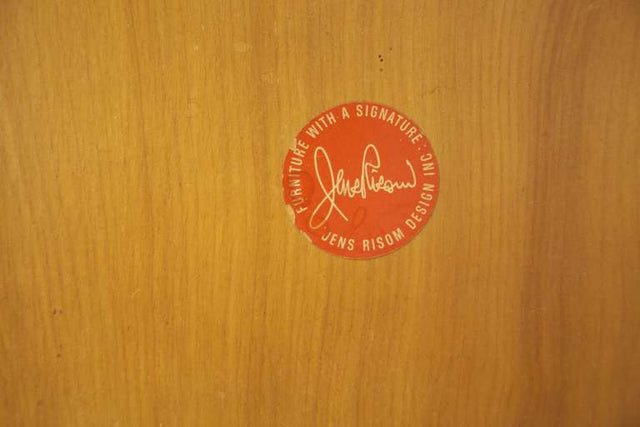 FURNITURE WITH A SIGNATURE ·
Jens Risom
JENS RISOM DESIGN INC